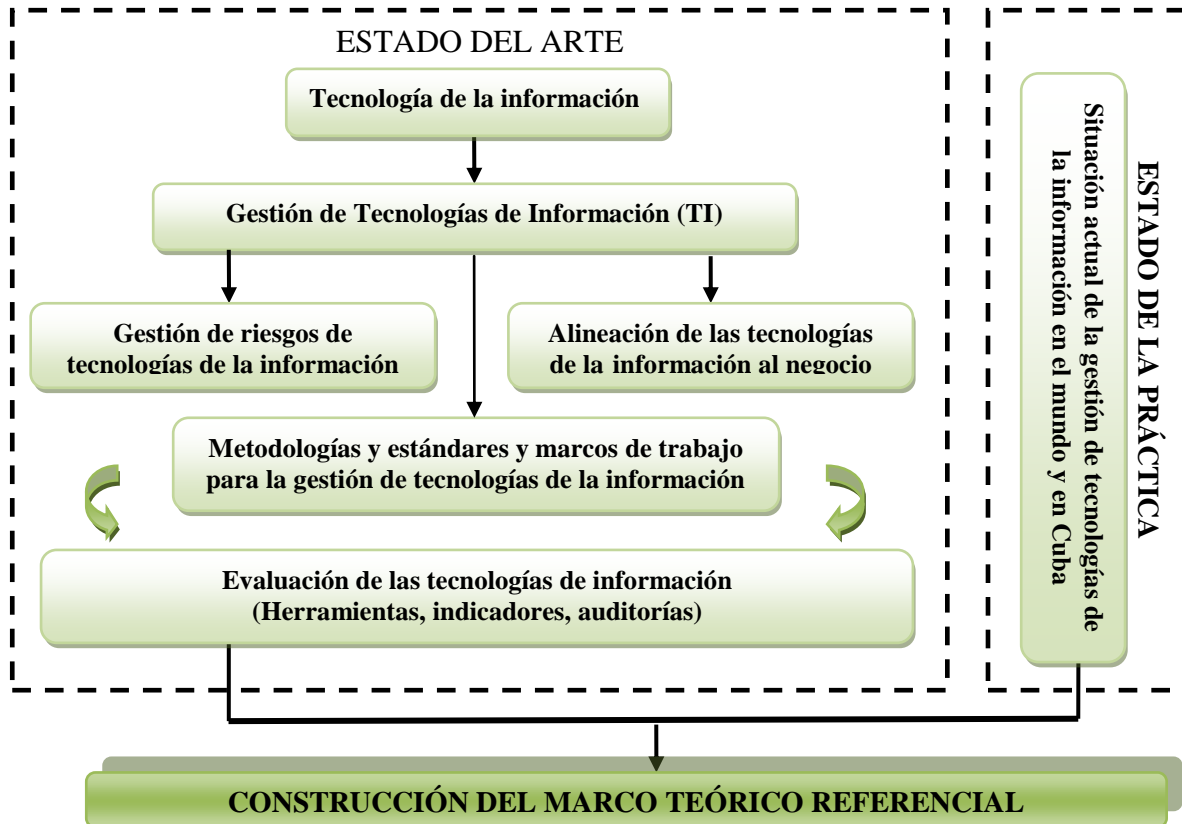 ESTADO DEL ARTE
Tecnología de la información
Gestión de Tecnologías de Información (TI)
Gestión de riesgos de
tecnologías de la información
Alineación de las tecnologías
de la información al negocio
Metodologías y estándares y marcos de trabajo
para la gestión de tecnologías de la información
Evaluación de las tecnologías de información
(Herramientas, indicadores, auditorías)
ESTADO DE LA PRÁCTICA
Situación actual de la gestión de tecnologías de
la información en el mundo y en Cuba
CONSTRUCCIÓN DEL MARCO TEÓRICO REFERENCIAL